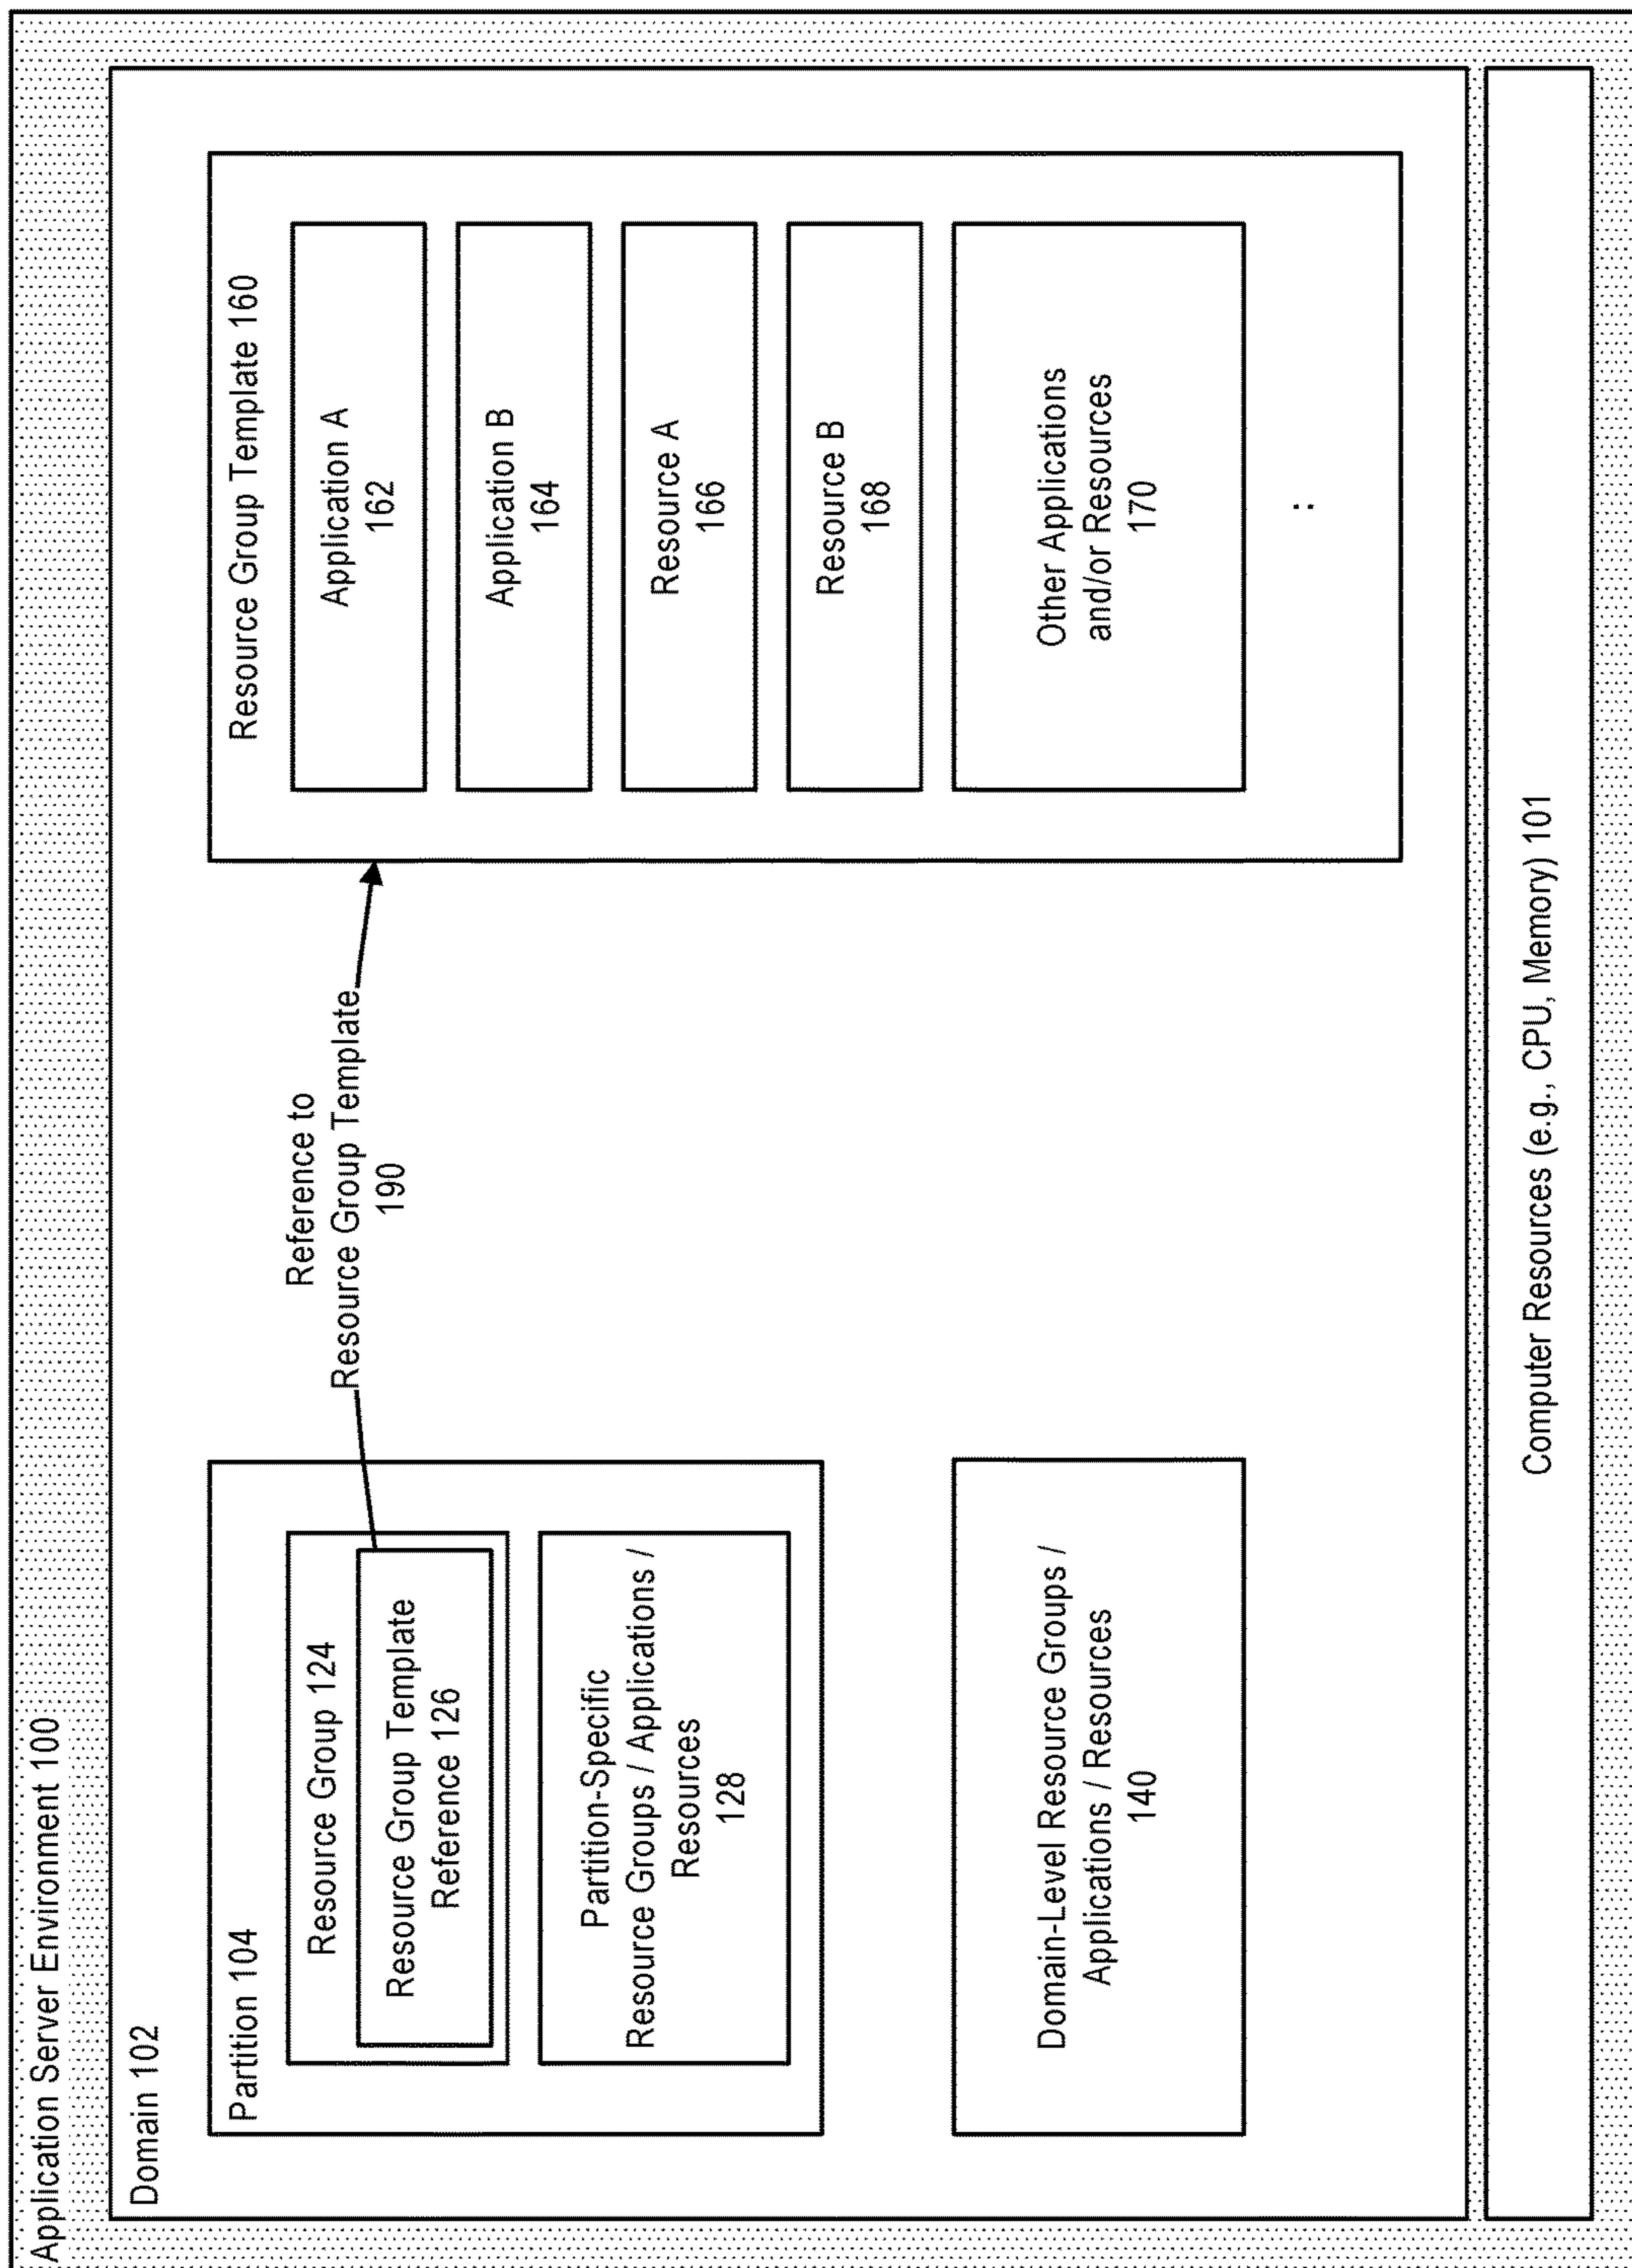 Application Server Environment 100
Domain 102
Partition 104
Resource Group 124
Resource Group Template
Reference 126
Partition-Specific
Resource Groups / Applications /
Resources
128
Domain-Level Resource Groups /
Applications / Resources
140
Reference to
Resource Group Template
190
Resource Group Template 160
Application A
162
Application B
164
Resource A
166
Resource B
168
Other Applications
and/or Resources
170
:
Computer Resources (e.g., CPU, Memory) 101